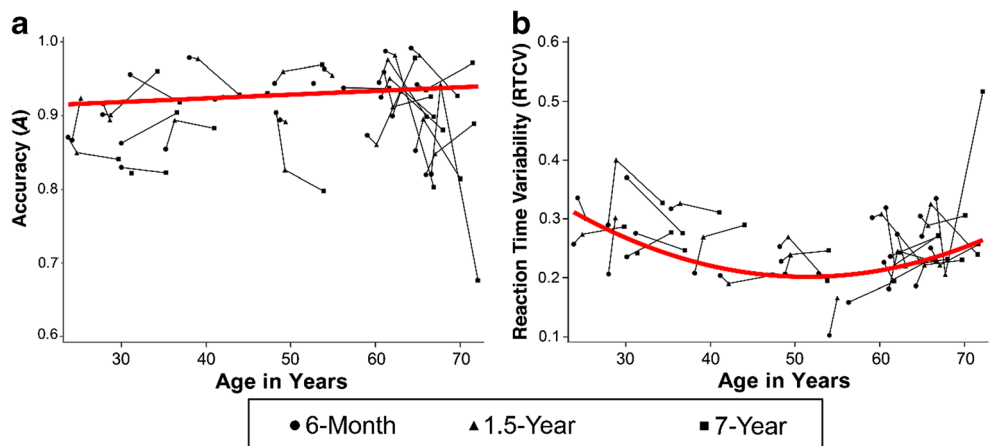 a
Accuracy (A)
1.0
0.9
0.8
0.7
0.6
30 40 50 60 70
Age in Years
b
Reaction Time Variability (RTCV)
0.6
0.5
0.4
0.3
0.2
0.1
30 40 50 60 70
Age in Years
6-Month 1.5-Year 7-Year